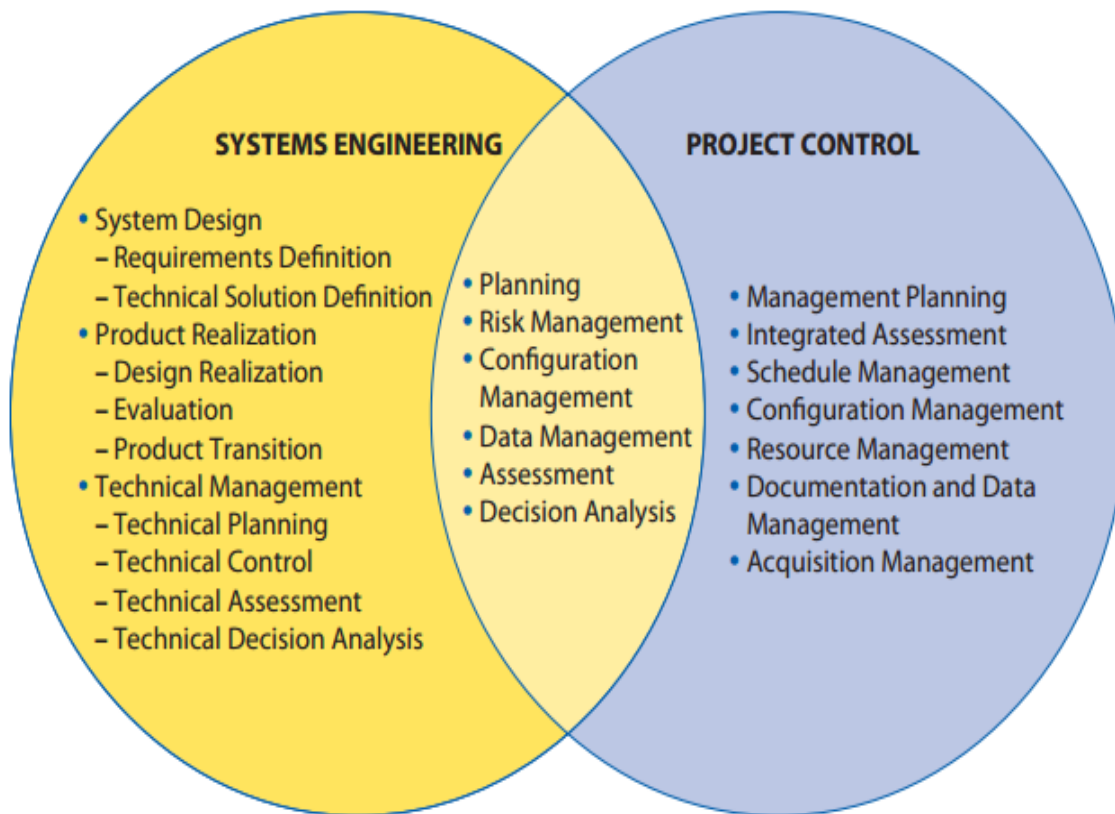 SYSTEMS ENGINEERING
• System Design
– Requirements Definition
– Technical Solution Definition
• Product Realization
– Design Realization
– Evaluation
– Product Transition
• Technical Management
– Technical Planning
– Technical Control
– Technical Assessment
– Technical Decision Analysis
• Planning
• Risk Management
• Configuration
Management
• Data Management
• Assessment
• Decision Analysis
PROJECT CONTROL
• Management Planning
• Integrated Assessment
• Schedule Management
• Configuration Management
• Resource Management
• Documentation and Data
Management
• Acquisition Management